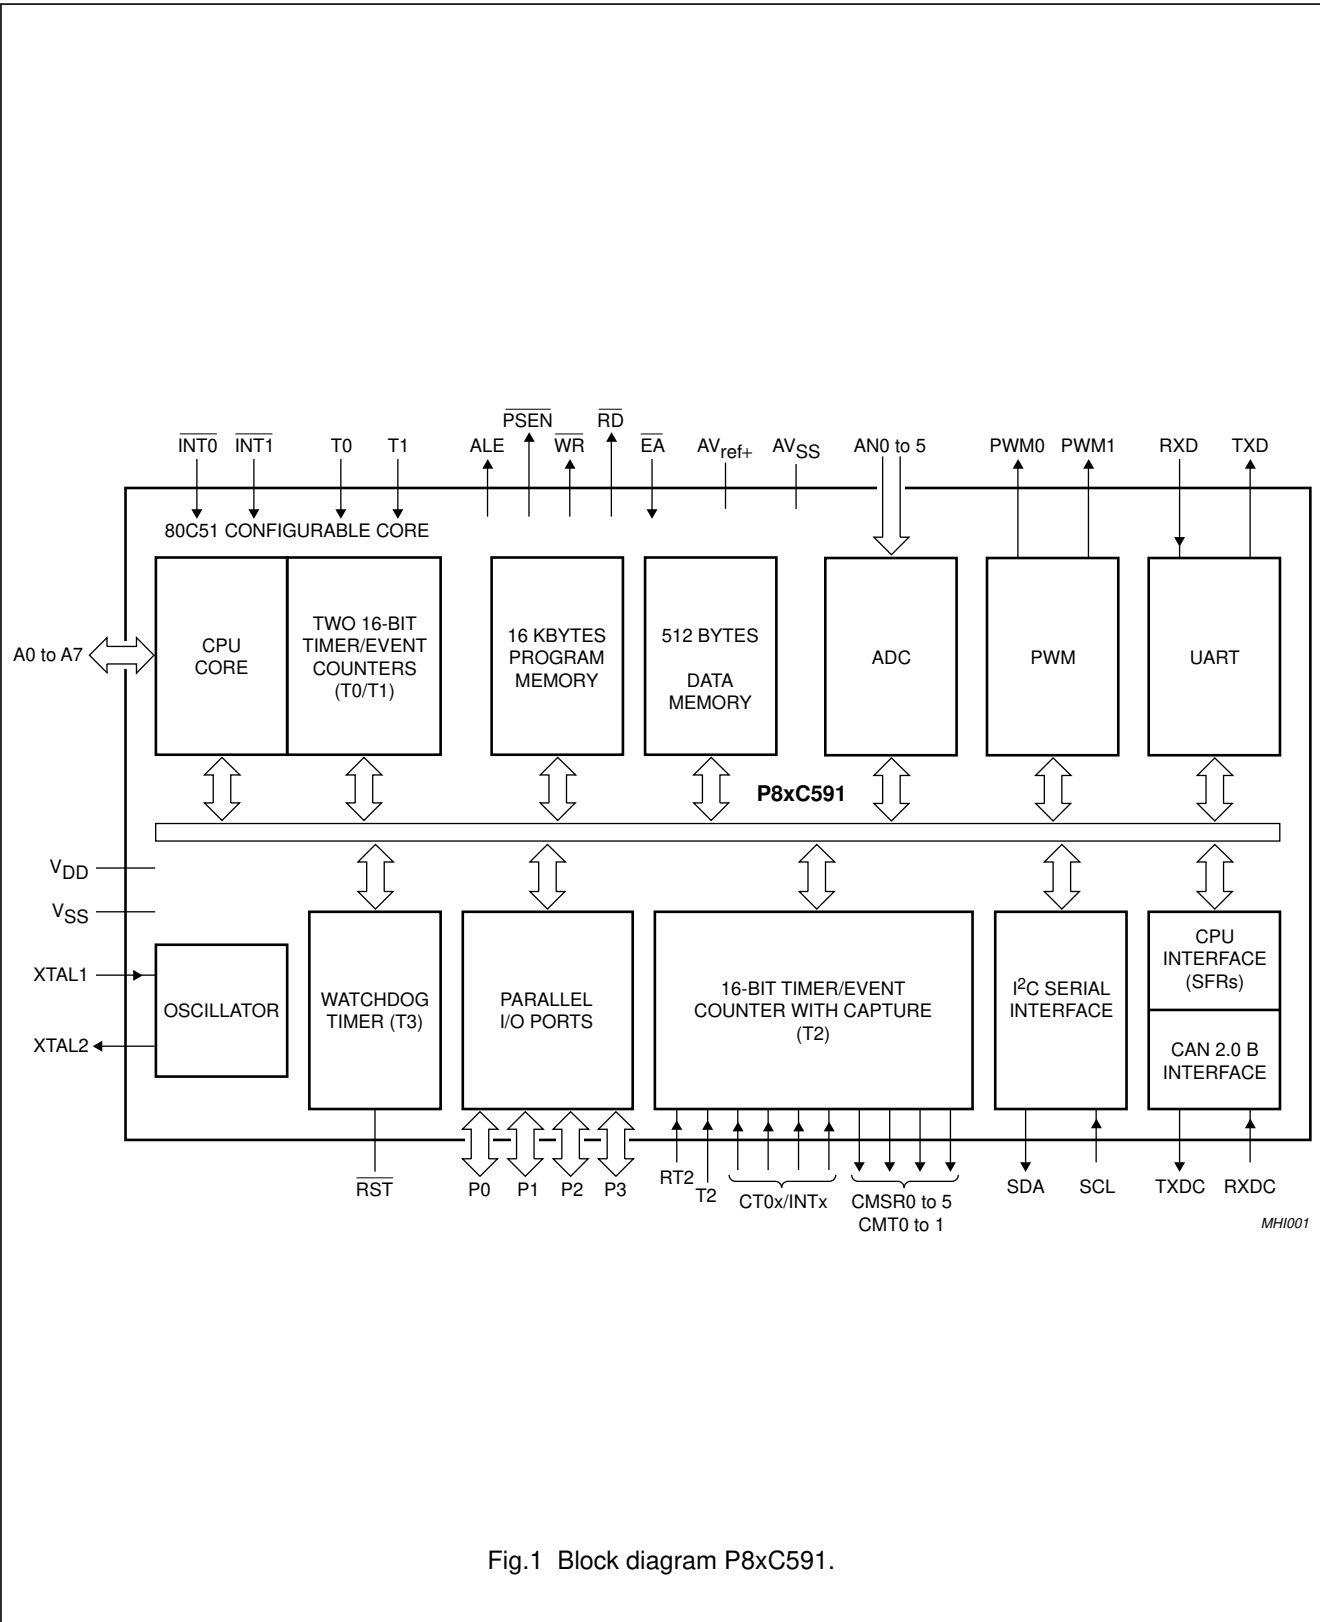 PSEN RD
INT0 INT1 T0 T1 ALE WR EA AVref+ AVSS AN0 to 5 PWM0 PWM1 RXD TXD
80C51 CONFIGURABLE CORE
CPU
CORE
TWO 16-BIT
TIMER/EVENT
COUNTERS
(T0/T1)
16 KBYTES
PROGRAM
MEMORY
512 BYTES
DATA
MEMORY
ADC
PWM
UART
A0 to A7
P8xC591
VDD
VSS
XTAL1
XTAL2
OSCILLATOR
WATCHDOG
TIMER (T3)
PARALLEL
I/O PORTS
16-BIT TIMER/EVENT
COUNTER WITH CAPTURE
(T2)
I2C SERIAL
INTERFACE
CPU
INTERFACE
(SFRs)
CAN 2.0 B
INTERFACE
RST P0 P1 P2 P3 RT2 T2 CT0x/INTx
CMSR0 to 5
CMT0 to 1
SDA SCL TXDC RXDC
MHI001
Fig.1 Block diagram P8xC591.